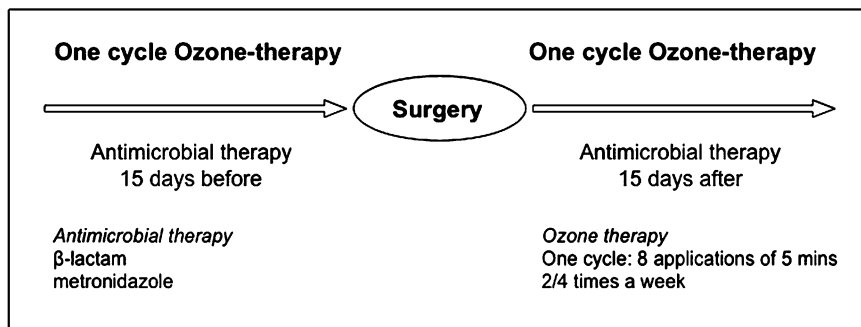 One cycle Ozone-therapy
One cycle Ozone-therapy
Surgery
Antimicrobial therapy
15 days before
Antimicrobial therapy
15 days after
Antimicrobial therapy
β-lactam
metronidazole
Ozone therapy
One cycle: 8 applications of 5 mins
2/4 times a week